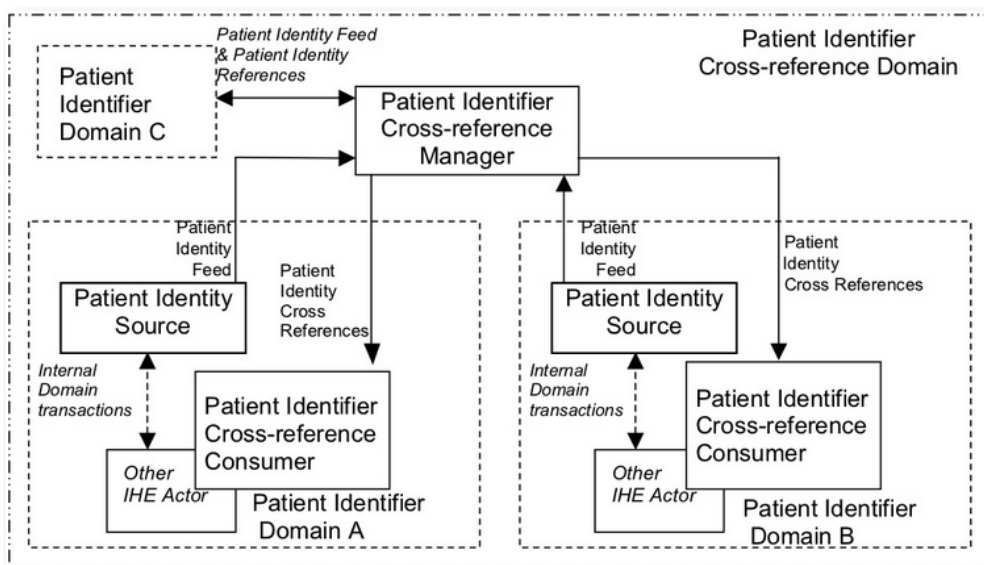 Patient Identity Feed
& Patient Identity
References
Patient Identifier
Cross-reference Domain
Patient
Identifier
Domain C
Patient Identifier
Cross-reference
Manager
Patient
Identity
Feed
Patient Identity
Source
Patient
Identity
Cross
References
Internal
Domain
transactions
Patient Identifier
Cross-reference
Consumer
Other
IHE Actor
Patient Identifier
Domain A
Patient
Identity
Feed
Patient
Identity
Cross References
Patient Identity
Source
Internal
Domain
transactions
Patient Identifier
Cross-reference
Consumer
Other
IHE Actor
Patient Identifier
Domain B